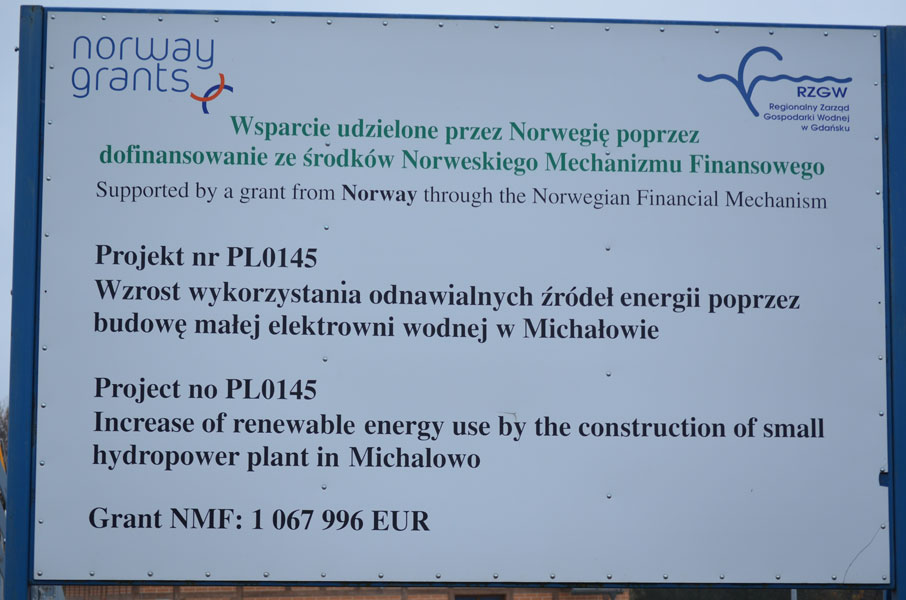 norway
grants
RZGW
Regionalny Zarząd
Gospodarki Wodnej
w Gdańsku
Wsparcie udzielone przez Norwegię poprzez
dofinansowanie ze środków Norweskiego Mechanizmu Finansowego
Supported by a grant from Norway through the Norwegian Financial Mechanism
Projekt nr PL0145
Wzrost wykorzystania odnawialnych źródeł energii poprzez
budowę małej elektrowni wodnej w Michałowie
Project no PL0145
Increase of renewable energy use by the construction of small
hydropower plant in Michalowo
Grant NMF: 1 067 996 EUR